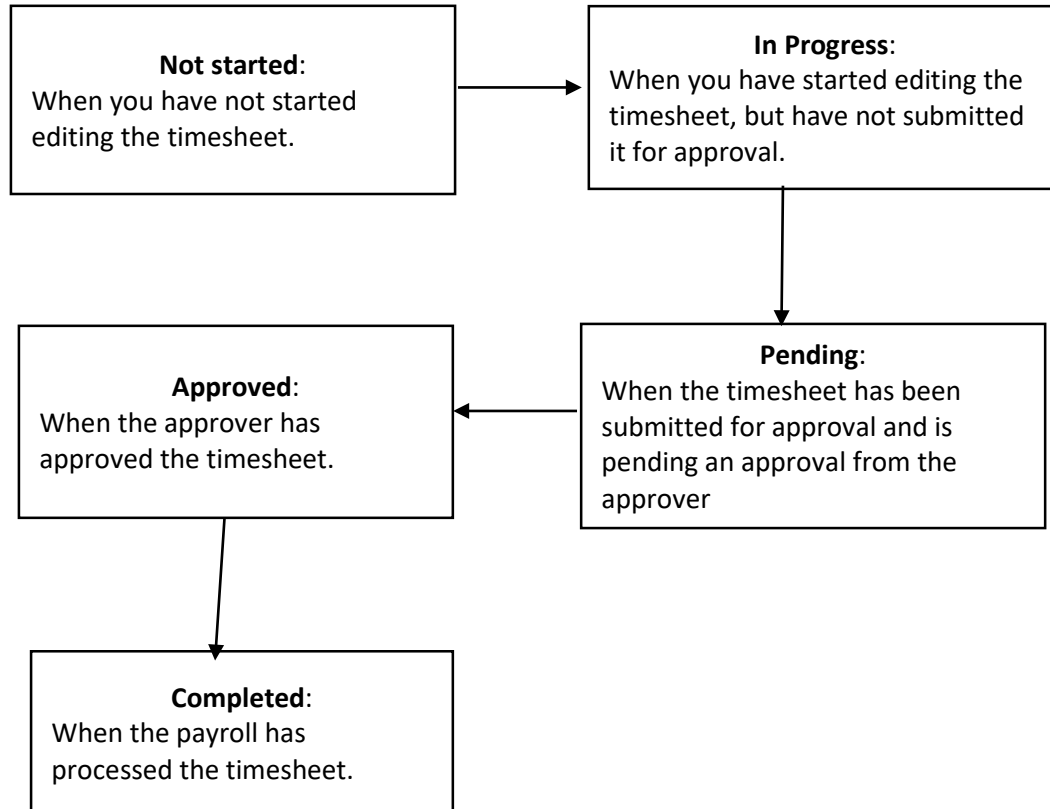 Not started:
When you have not started
editing the timesheet.
In Progress:
When you have started editing the
timesheet, but have not submitted
it for approval.
Pending:
When the timesheet has been
submitted for approval and is
pending an approval from the
approver
Approved:
When the approver has
approved the timesheet.
Completed:
When the payroll has
processed the timesheet.